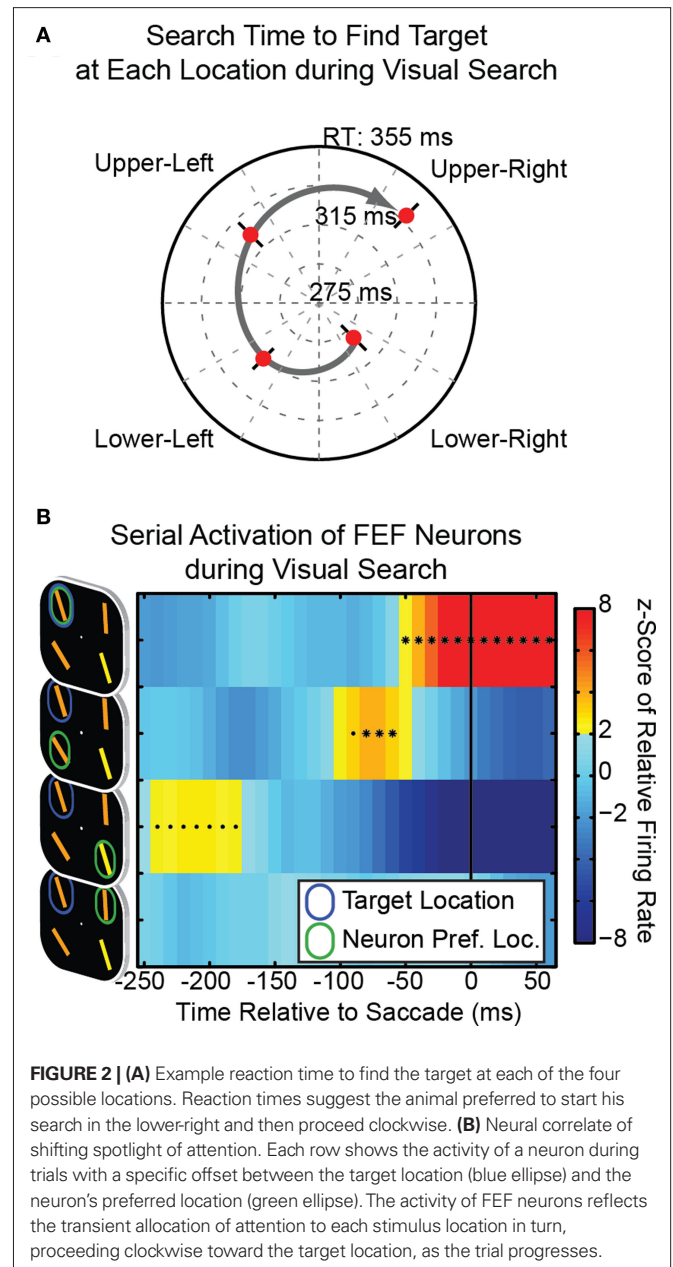 A
Search Time to Find Target
at Each Location during Visual Search
RT: 355 ms
Upper-Left
Upper-Right
315 ms
275 ms
Lower-Left
Lower-Right
B
Serial Activation of FEF Neurons
during Visual Search
8
2
0
−2
−8
z-Score of Relative Firing Rate
Target Location
Neuron Pref. Loc.
-250 -200 -150 -100 -50 0 50
Time Relative to Saccade (ms)
FIGURE 2 | (A) Example reaction time to find the target at each of the four
possible locations. Reaction times suggest the animal preferred to start his
search in the lower-right and then proceed clockwise. (B) Neural correlate of
shifting spotlight of attention. Each row shows the activity of a neuron during
trials with a specific offset between the target location (blue ellipse) and the
neuron's preferred location (green ellipse). The activity of FEF neurons reflects
the transient allocation of attention to each stimulus location in turn,
proceeding clockwise toward the target location, as the trial progresses.